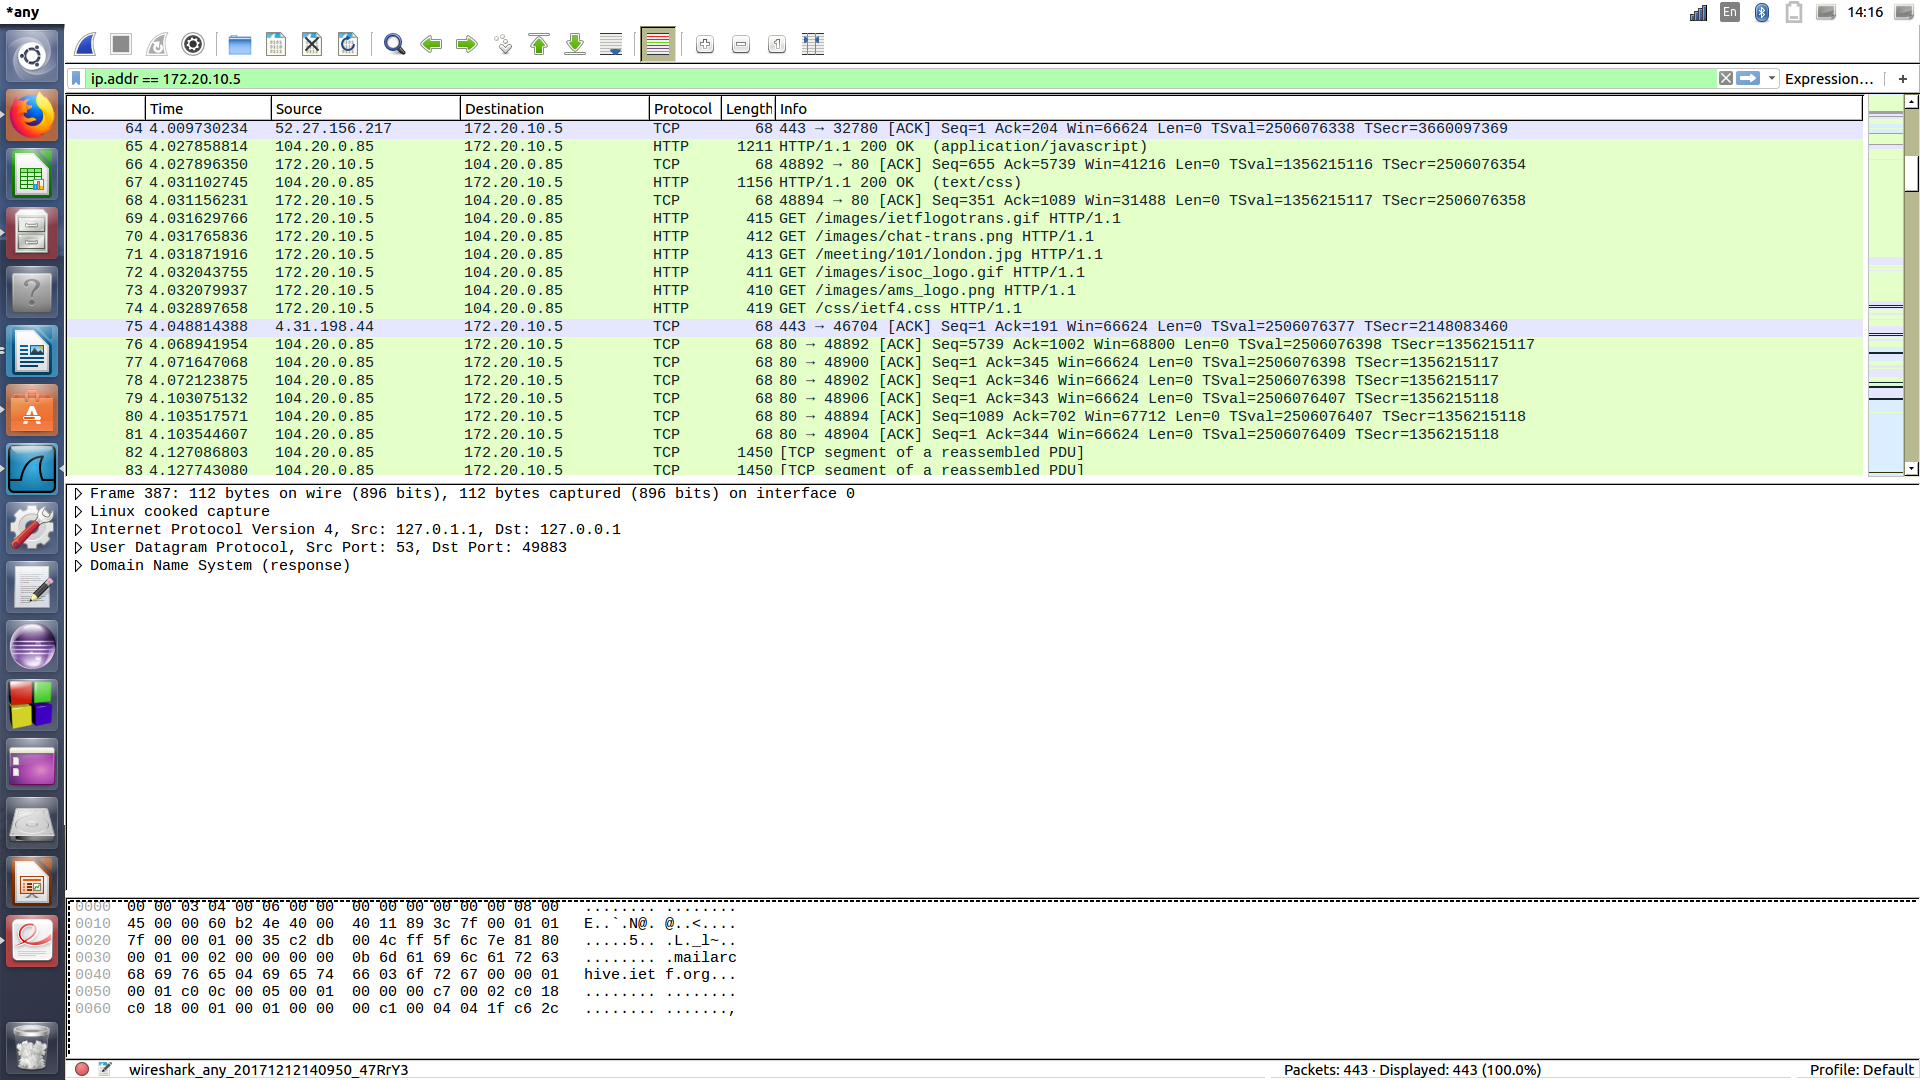 *any
En
14:16
ip.addr == 172.20.10.5
Expression…
+
No. Time Source Destination Protocol Length Info
64 4.009730234 52.27.156.217 172.20.10.5 TCP 68 443 → 32780 [ACK] Seq=1 Ack=204 Win=66624 Len=0 TSval=2506076338 TSecr=3660097369
65 4.027858814 104.20.0.85 172.20.10.5 HTTP 1211 HTTP/1.1 200 OK (application/javascript)
66 4.027896350 172.20.10.5 104.20.0.85 TCP 68 48892 → 80 [ACK] Seq=655 Ack=5739 Win=41216 Len=0 TSval=1356215116 TSecr=2506076354
67 4.031102745 104.20.0.85 172.20.10.5 HTTP 1156 HTTP/1.1 200 OK (text/css)
68 4.031156231 172.20.10.5 104.20.0.85 TCP 68 48894 → 80 [ACK] Seq=351 Ack=1089 Win=31488 Len=0 TSval=1356215117 TSecr=2506076358
69 4.031629766 172.20.10.5 104.20.0.85 HTTP 415 GET /images/ietflogotrans.gif HTTP/1.1
70 4.031765836 172.20.10.5 104.20.0.85 HTTP 412 GET /images/chat-trans.png HTTP/1.1
71 4.031871916 172.20.10.5 104.20.0.85 HTTP 413 GET /meeting/101/london.jpg HTTP/1.1
72 4.032043755 172.20.10.5 104.20.0.85 HTTP 411 GET /images/isoc_logo.gif HTTP/1.1
73 4.032079937 172.20.10.5 104.20.0.85 HTTP 410 GET /images/ams_logo.png HTTP/1.1
74 4.032897658 172.20.10.5 104.20.0.85 HTTP 419 GET /css/ietf4.css HTTP/1.1
75 4.048814388 4.31.198.44 172.20.10.5 TCP 68 443 → 46704 [ACK] Seq=1 Ack=191 Win=66624 Len=0 TSval=2506076377 TSecr=2148083460
76 4.068941954 104.20.0.85 172.20.10.5 TCP 68 80 → 48892 [ACK] Seq=5739 Ack=1002 Win=68800 Len=0 TSval=2506076398 TSecr=1356215117
77 4.071647068 104.20.0.85 172.20.10.5 TCP 68 80 → 48900 [ACK] Seq=1 Ack=345 Win=66624 Len=0 TSval=2506076398 TSecr=1356215117
78 4.072123875 104.20.0.85 172.20.10.5 TCP 68 80 → 48902 [ACK] Seq=1 Ack=346 Win=66624 Len=0 TSval=2506076398 TSecr=1356215117
79 4.103075132 104.20.0.85 172.20.10.5 TCP 68 80 → 48906 [ACK] Seq=1 Ack=343 Win=66624 Len=0 TSval=2506076407 TSecr=1356215118
80 4.103517571 104.20.0.85 172.20.10.5 TCP 68 80 → 48894 [ACK] Seq=1089 Ack=702 Win=67712 Len=0 TSval=2506076407 TSecr=1356215118
81 4.103544607 104.20.0.85 172.20.10.5 TCP 68 80 → 48904 [ACK] Seq=1 Ack=344 Win=66624 Len=0 TSval=2506076409 TSecr=1356215118
82 4.127086803 104.20.0.85 172.20.10.5 TCP 1450 [TCP segment of a reassembled PDU]
83 4.127743080 104.20.0.85 172.20.10.5 TCP 1450 [TCP segment of a reassembled PDU]
Frame 387: 112 bytes on wire (896 bits), 112 bytes captured (896 bits) on interface 0
Linux cooked capture
Internet Protocol Version 4, Src: 127.0.1.1, Dst: 127.0.0.1
User Datagram Protocol, Src Port: 53, Dst Port: 49883
Domain Name System (response)
0000 00 00 03 04 00 06 00 00 00 00 00 00 00 00 08 00 ........ ........
0010 45 00 00 60 b2 4e 40 00 40 11 89 3c 7f 00 01 01 E..`.N@. @..<....
0020 7f 00 00 01 00 35 c2 db 00 4c ff 5f 6c 7e 81 80 .....5.. .L._l~..
0030 00 01 00 02 00 00 00 00 0b 6d 61 69 6c 61 72 63 ........ .mailarc
0040 68 69 76 65 04 69 65 74 66 03 6f 72 67 00 00 01 hive.iet f.org...
0050 00 01 c0 0c 00 05 00 01 00 00 00 c7 00 02 c0 18 ........ ........
0060 c0 18 00 01 00 01 00 00 00 c1 00 04 04 1f c6 2c ........ .......,
wireshark_any_20171212140950_47RrY3
Packets: 443 · Displayed: 443 (100.0%)
Profile: Default